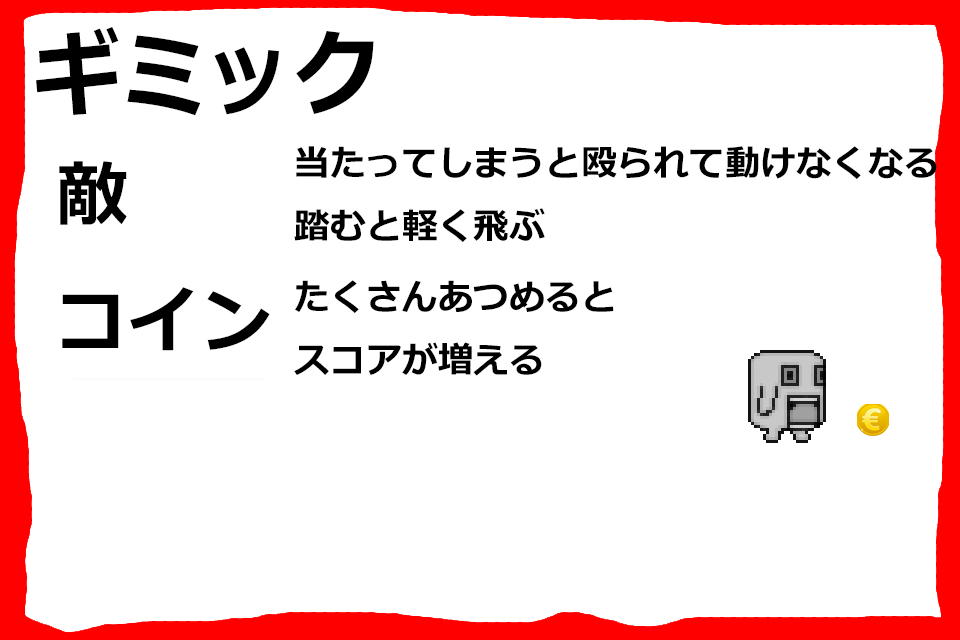 ギミック
敵
当たってしまうと殴られて動けなくなる
踏むと軽く飛ぶ
コイン
たくさんあつめると
スコアが増える
€